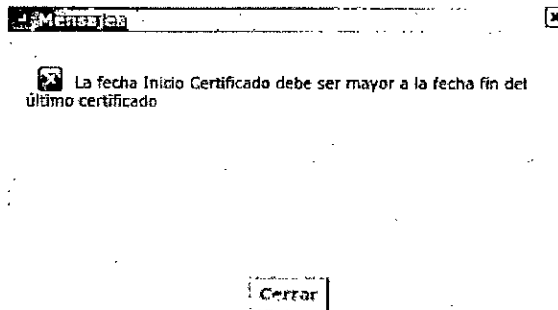 Mensajes
La fecha Inicio Certificado debe ser mayor a la fecha fin del
último certificado
Cerrar